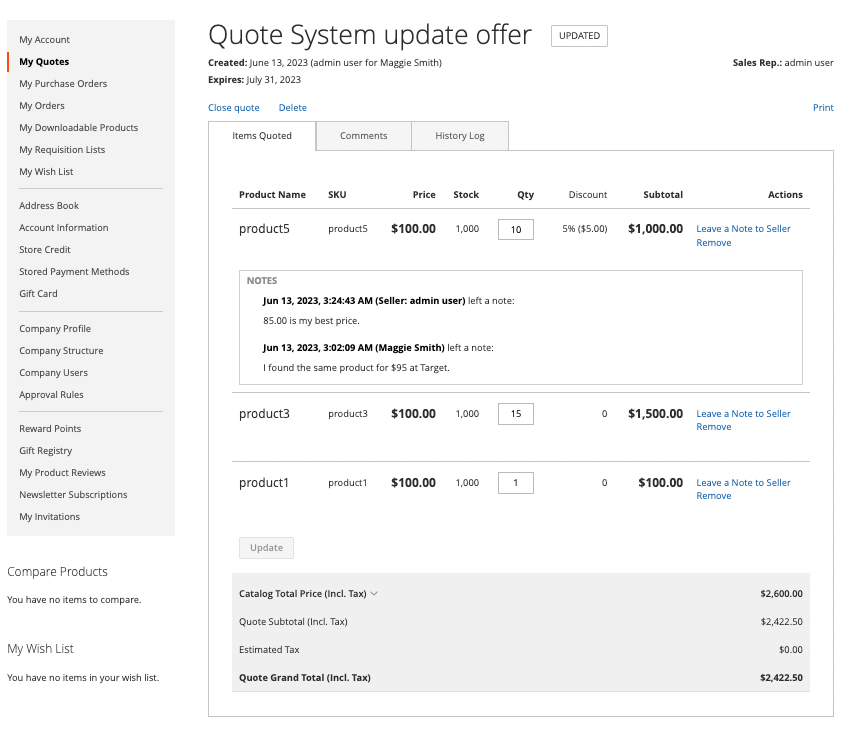 My Account
My Quotes
My Purchase Orders
My Orders
My Downloadable Products
My Requisition Lists
My Wish List
Address Book
Account Information
Store Credit
Stored Payment Methods
Gift Card
Company Profile
Company Structure
Company Users
Approval Rules
Reward Points
Gift Registry
My Product Reviews
Newsletter Subscriptions
My Invitations
Compare Products
You have no items to compare.
My Wish List
You have no items in your wish list.
Quote System update offer UPDATED
Created: June 13, 2023 (admin user for Maggie Smith) Sales Rep.: admin user
Expires: July 31, 2023
Close quote Delete Print
Items Quoted Comments History Log
Product Name SKU Price Stock Qty Discount Subtotal Actions
product5 product5 $100.00 1,000 10 5% ($5.00) $1,000.00 Leave a Note to Seller
Remove
NOTES
Jun 13, 2023, 3:24:43 AM (Seller: admin user) left a note:
85.00 is my best price.
Jun 13, 2023, 3:02:09 AM (Maggie Smith) left a note:
I found the same product for $95 at Target.
product3 product3 $100.00 1,000 15 0 $1,500.00 Leave a Note to Seller
Remove
product1 product1 $100.00 1,000 1 0 $100.00 Leave a Note to Seller
Remove
Update
Catalog Total Price (Incl. Tax) $2,600.00
Quote Subtotal (Incl. Tax) $2,422.50
Estimated Tax $0.00
Quote Grand Total (Incl. Tax) $2,422.50